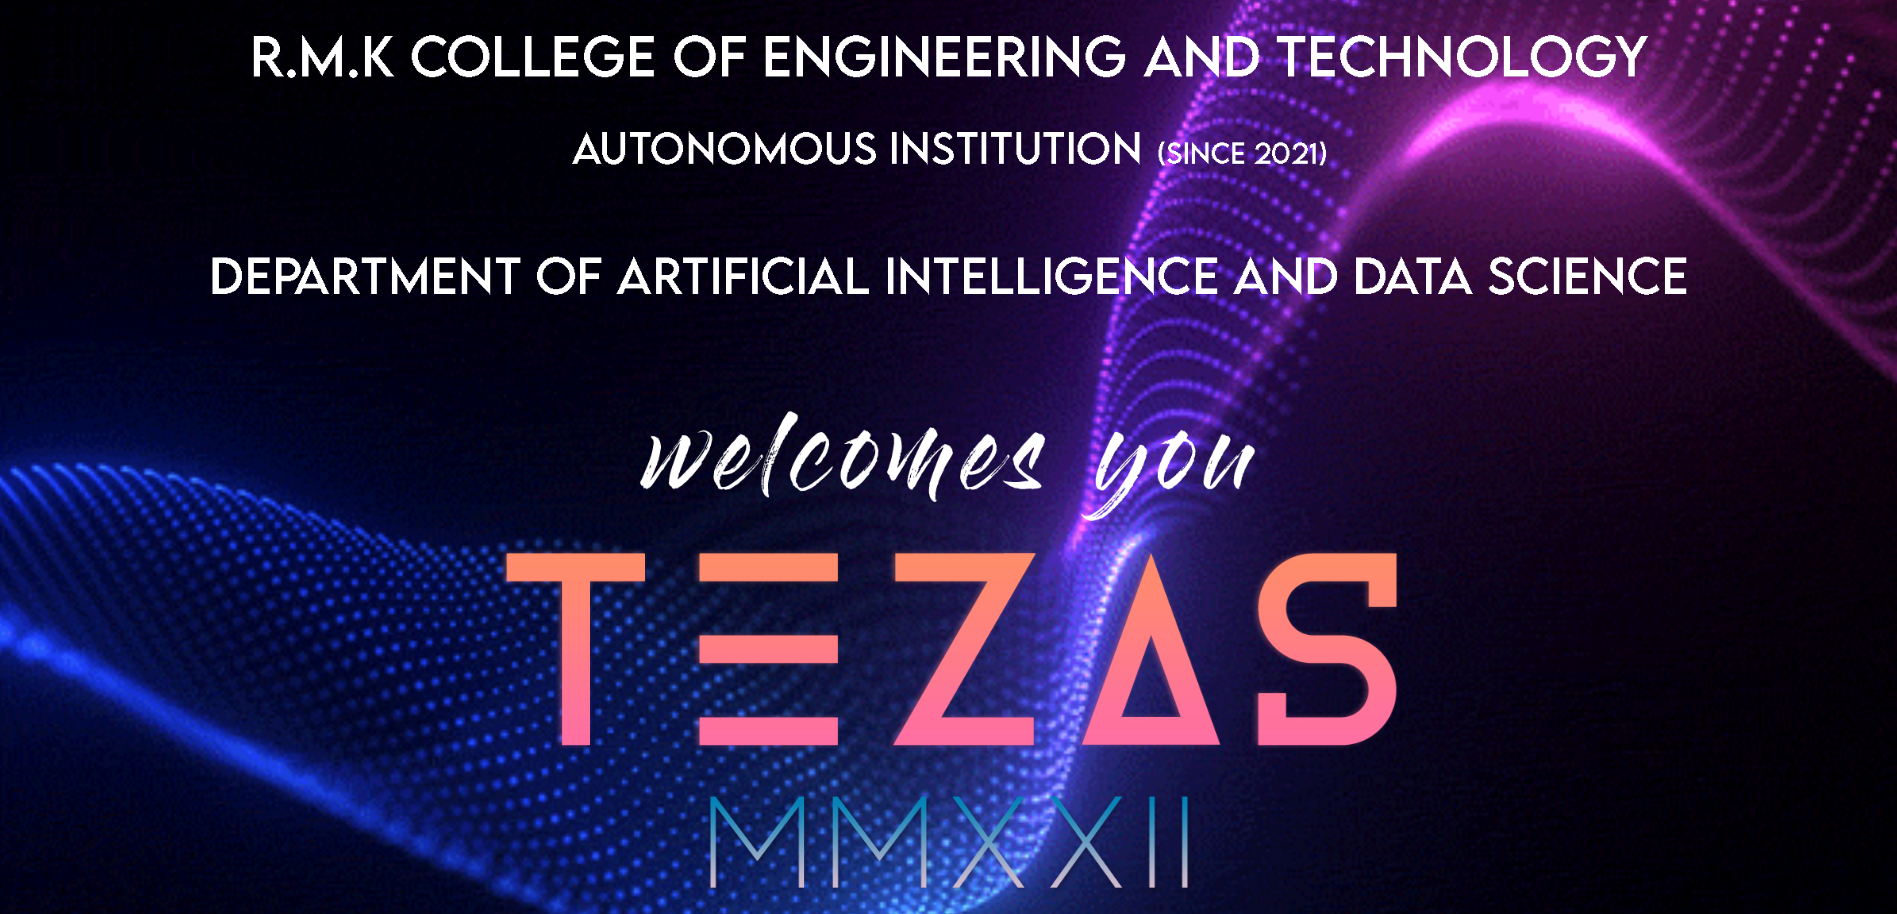 R.M.K COLLEGE OF ENGINEERING AND TECHNOLOGY
AUTONOMOUS INSTITUTION (SINCE 2021)
DEPARTMENT OF ARTIFICIAL INTELLIGENCE AND DATA SCIENCE
welcomes you
TEZAS
MMXXII